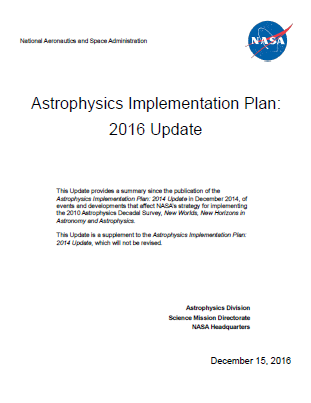 National Aeronautics and Space Administration
NASA
Astrophysics Implementation Plan:
2016 Update
This Update provides a summary since the publication of the
Astrophysics Implementation Plan: 2014 Update in December 2014, of
events and developments that affect NASA's strategy for implementing
the 2010 Astrophysics Decadal Survey, New Worlds, New Horizons in
Astronomy and Astrophysics.
This Update is a supplement to the Astrophysics Implementation Plan:
2014 Update, which will not be revised.
Astrophysics Division
Science Mission Directorate
NASA Headquarters
December 15, 2016